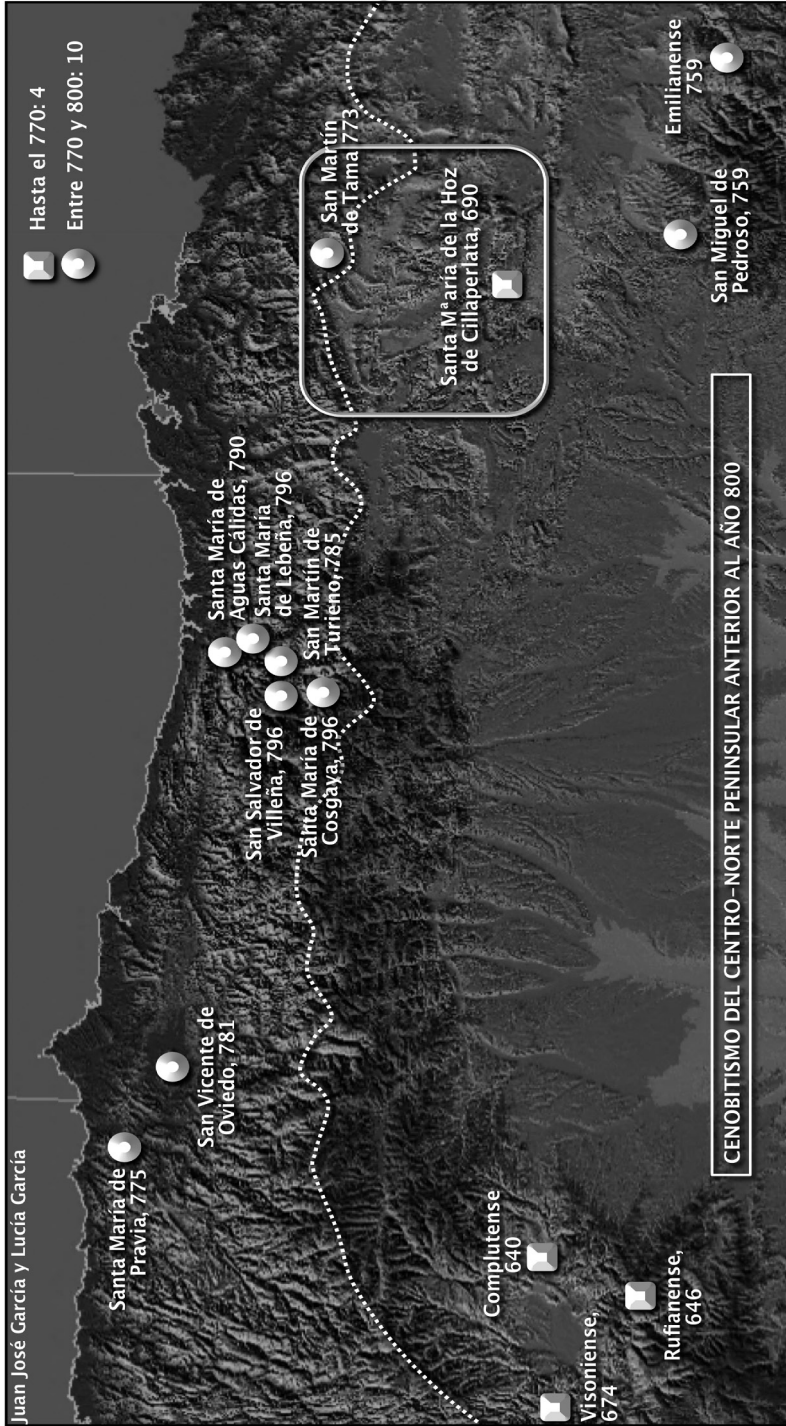 Juan José García y Lucía García
Hasta el 770: 4
Entre 770 y 800: 10
Santa María de
Pravia, 775
San Vicente de
Oviedo, 781
Santa María de
Aguas Cálidas, 790
Santa María
de Lebeña, 796
San Salvador de
Villeña, 796
San Martín de
Turieno, 785
Santa María de
Cosgaya, 796
San Martín
de Tama 773
Santa Mªaría de la Hoz
de Cillaperlata, 690
Complutense
640
Visoniense,
674
Rufianense,
646
San Miguel de
Pedroso, 759
Emilianense
759
CENOBITISMO DEL CENTRO-NORTE PENINSULAR ANTERIOR AL AÑO 800